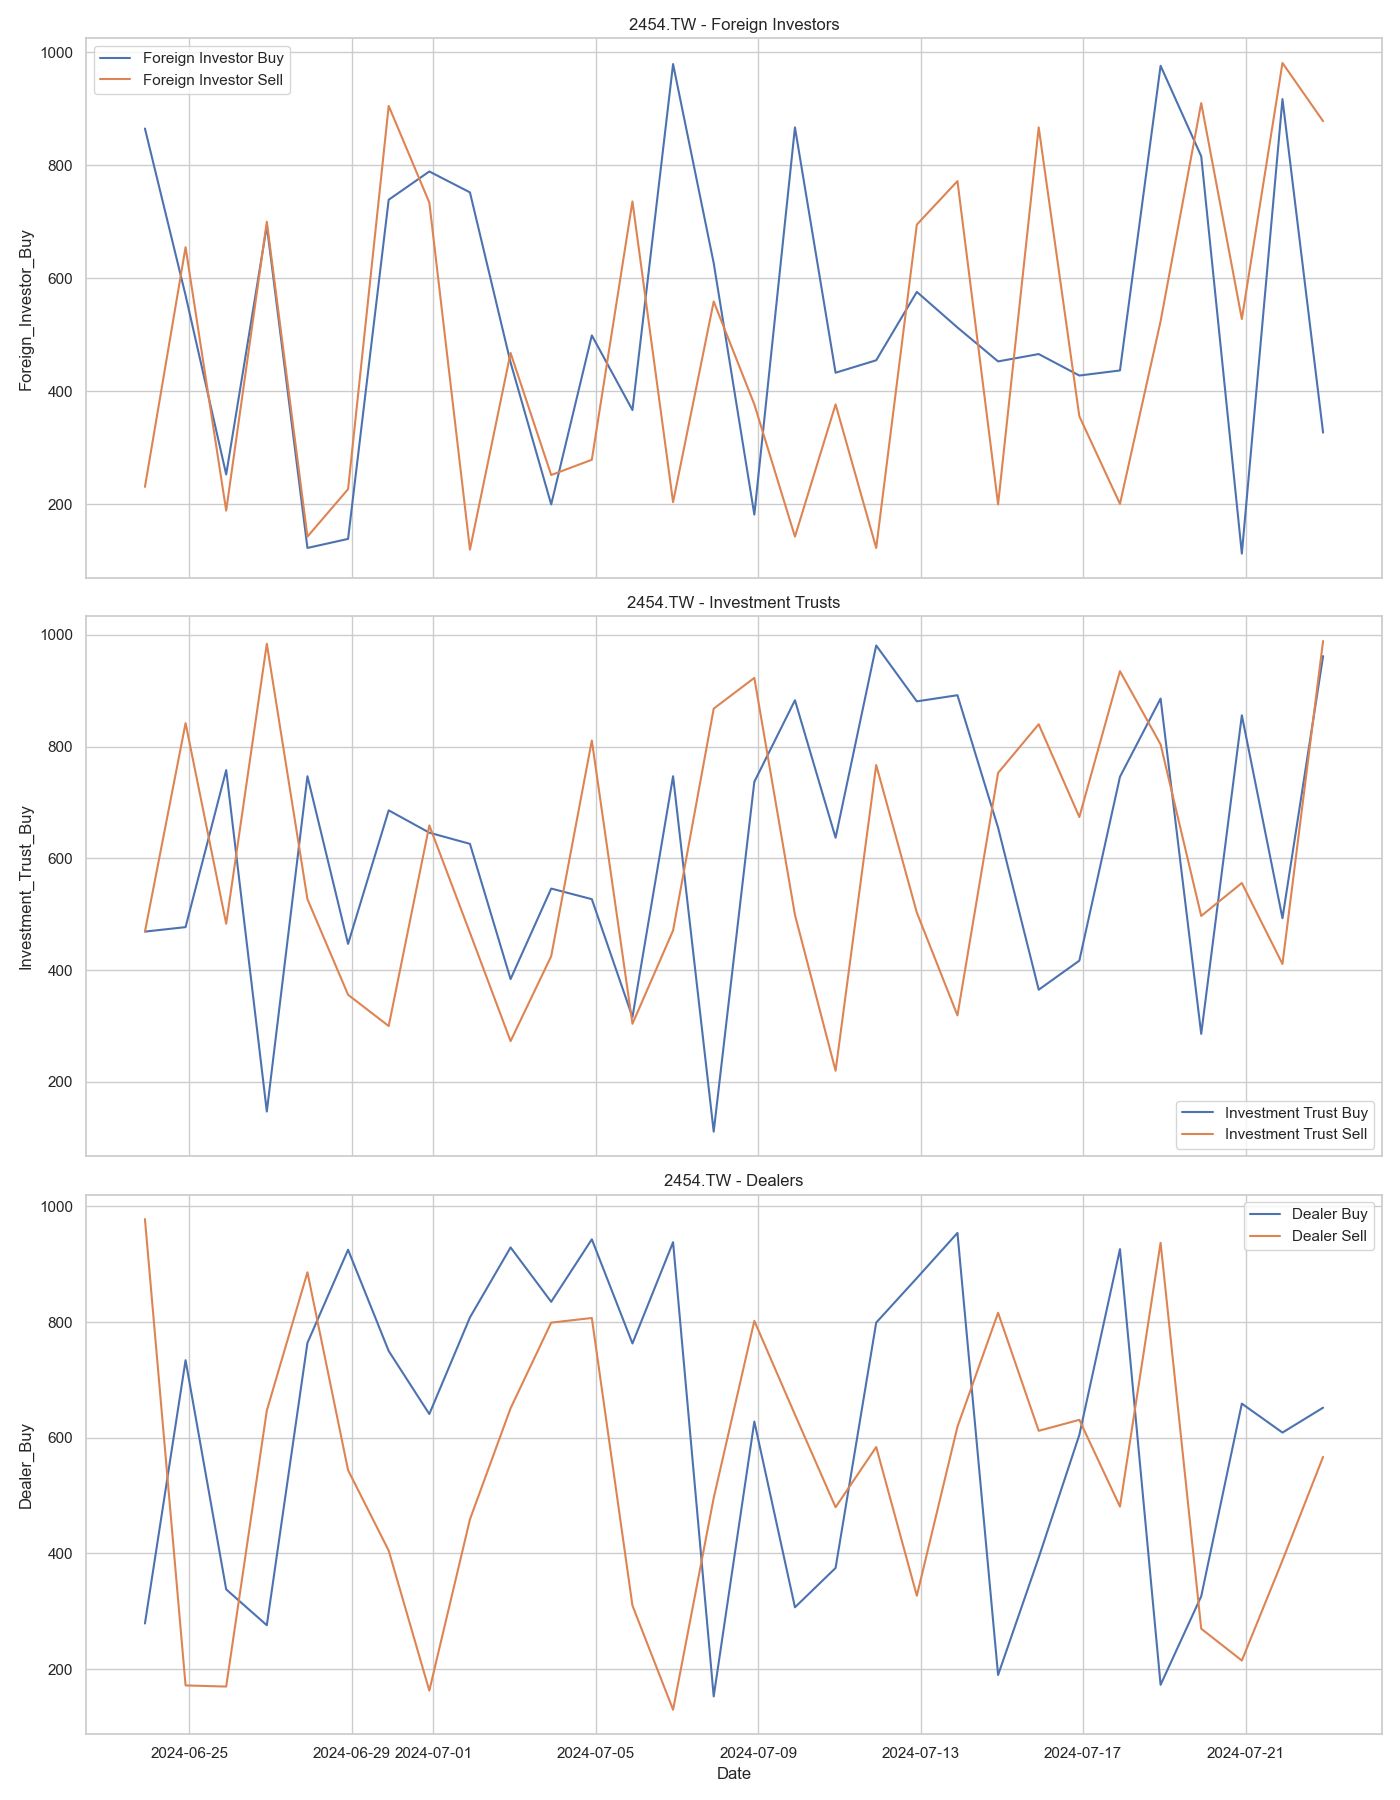 2454.TW - Foreign Investors
Foreign Investor Buy
Foreign Investor Sell
Foreign_Investor_Buy
1000
800
600
400
200
2454.TW - Investment Trusts
Investment_Trust_Buy
1000
800
600
400
200
Investment Trust Buy
Investment Trust Sell
2454.TW - Dealers
Dealer Buy
Dealer Sell
Dealer_Buy
1000
800
600
400
200
2024-06-25 2024-06-29 2024-07-01 2024-07-05 2024-07-09 2024-07-13 2024-07-17 2024-07-21
Date